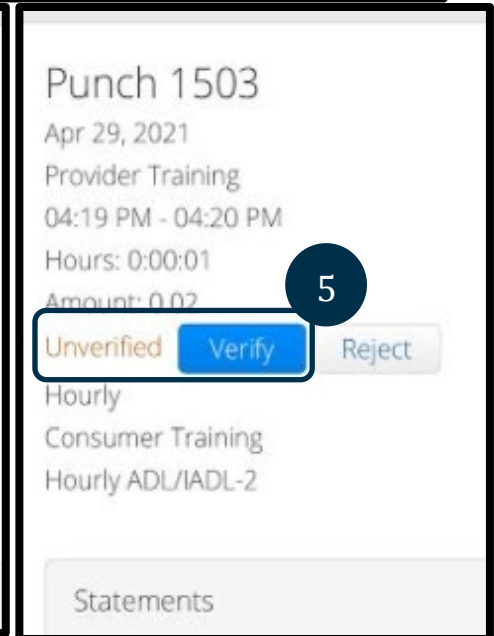 Punch 1503
Apr 29, 2021
Provider Training
04:19 PM - 04:20 PM
Hours: 0:00:01
Amount: 0.02
5
Unverified Verify Reject
Hourly
Consumer Training
Hourly ADL/IADL-2
Statements